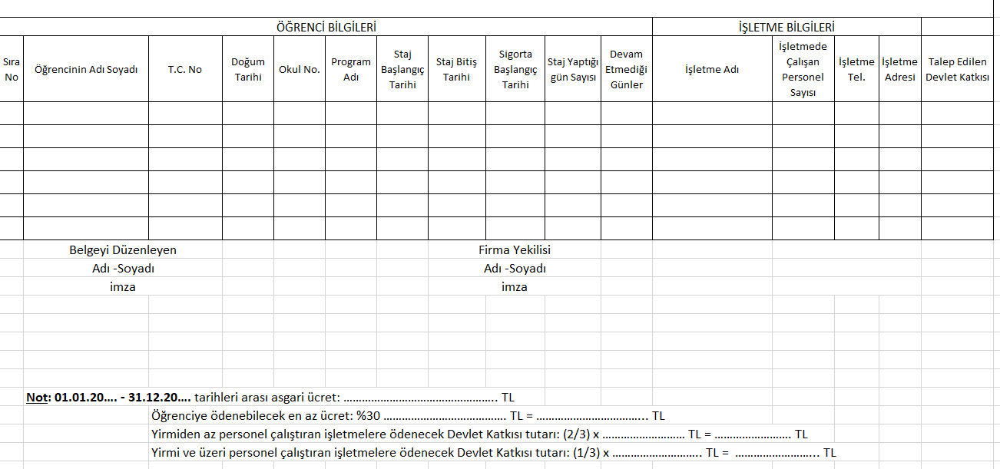 ÖĞRENCİ BİLGİLERİ İŞLETME BİLGİLERİ
Sıra No Öğrencinin Adı Soyadı T.C. No Doğum Tarihi Okul No. Program Adı Staj Başlangıç Tarihi Staj Bitiş Tarihi Sigorta Başlangıç Tarihi Staj Yaptığı gün Sayısı Devam Etmediği Günler İşletme Adı İşletmede Çalışan Personel Sayısı İşletme Tel. İşletme Adresi Talep Edilen Devlet Katkısı
Belgeyi Düzenleyen Firma Yekilisi
Adı -Soyadı Adı -Soyadı
imza imza
Not: 01.01.20.... - 31.12.20.... tarihleri arası asgari ücret: ………………………………………….. TL
Öğrenciye ödenebilecek en az ücret: %30 …………………………………. TL = ……………………………... TL
Yirmiden az personel çalıştıran işletmelere ödenecek Devlet Katkısı tutarı: (2/3) x ……………………… TL = ……………………. TL
Yirmi ve üzeri personel çalıştıran işletmelere ödenecek Devlet Katkısı tutarı: (1/3) x ……………………….. TL = ……………………... TL